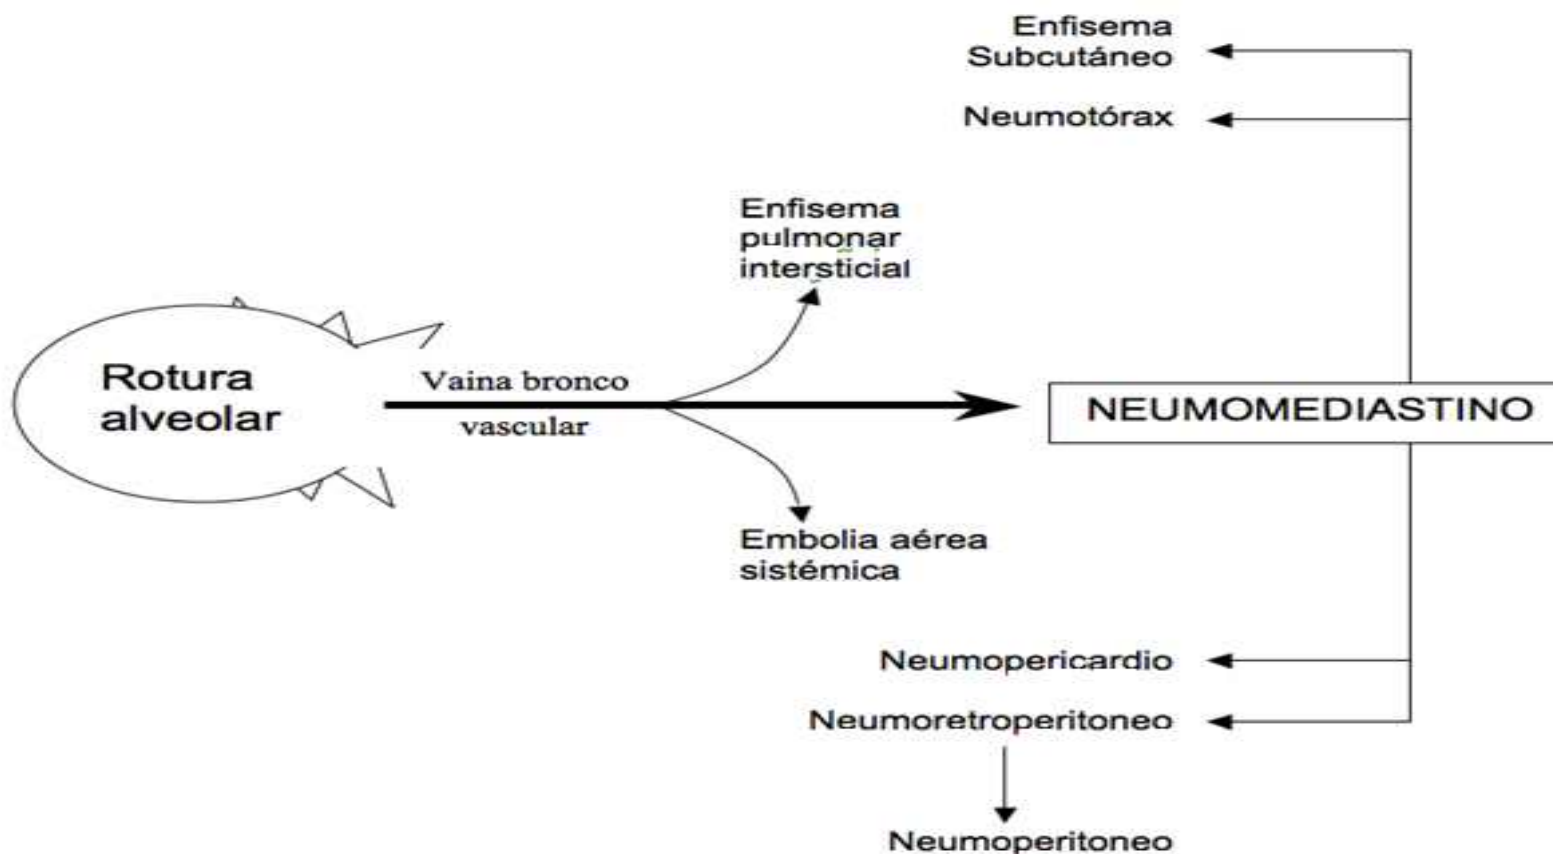 Enfisema
Subcutáneo
Neumotórax
Enfisema
pulmonar
intersticial
Rotura
alveolar
Vaina bronco
vascular
NEUMOMEDIASTINO
Embolia aérea
sistémica
Neumopericardio
Neumoretroperitoneo
Neumoperitoneo